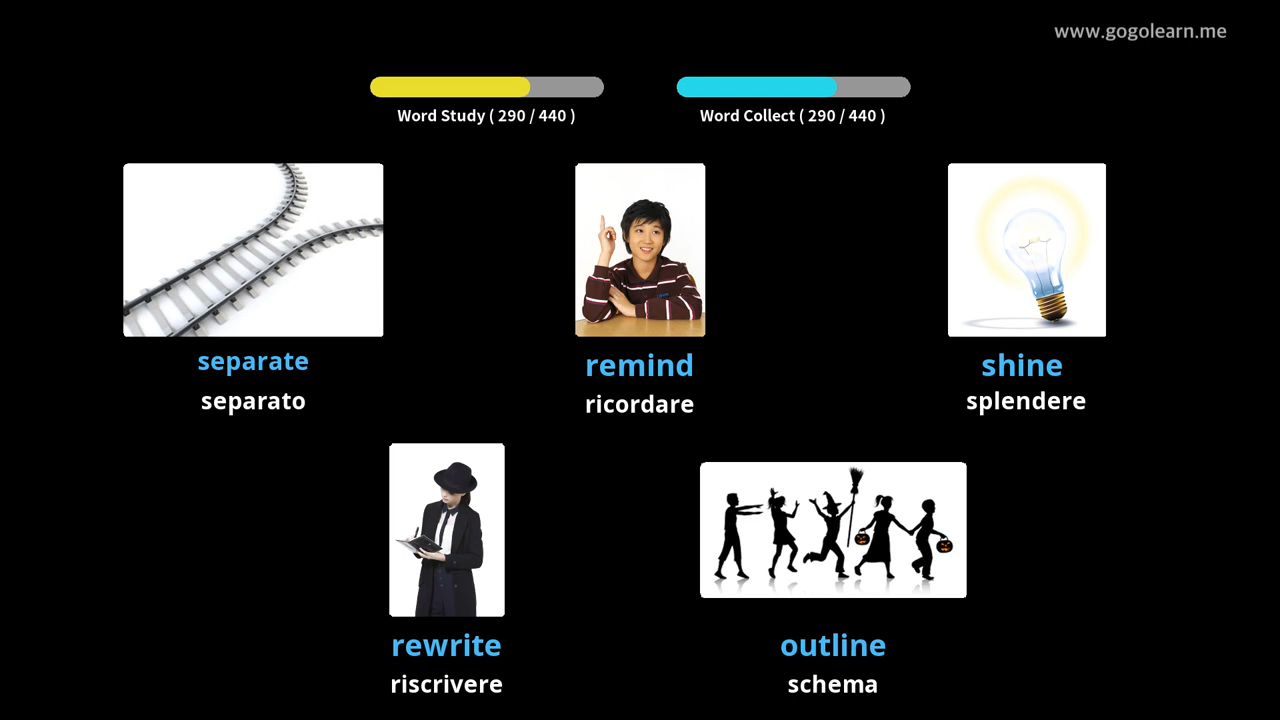 www.gogolearn.me
Word Study ( 290 / 440 )
Word Collect ( 290 / 440 )
separate
separato
remind
ricordare
shine
splendere
rewrite
riscrivere
outline
schema